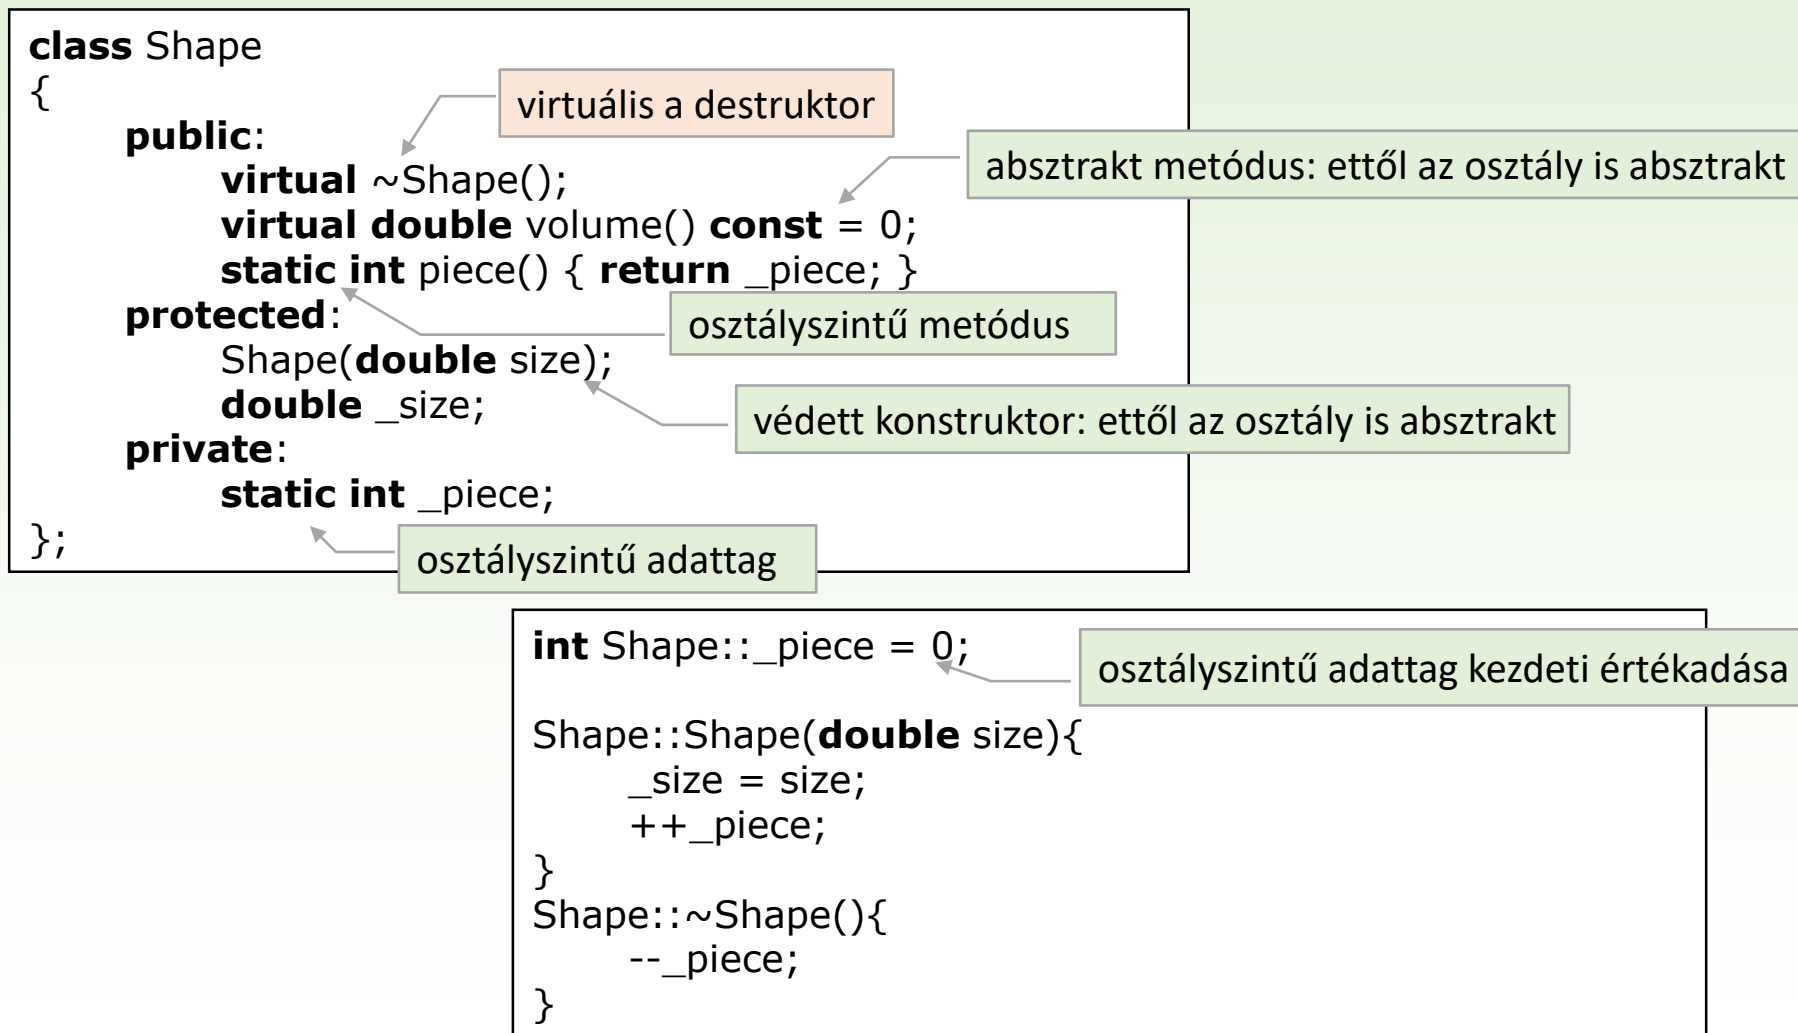 class Shape
{
virtuális a destruktor
public:
virtual ~Shape();
absztrakt metódus: ettől az osztály is absztrakt
virtual double volume() const = 0;
static int piece() { return _piece; }
protected:
osztályszintű metódus
Shape(double size);
double _size;
védett konstruktor: ettől az osztály is absztrakt
private:
static int _piece;
};
osztályszintű adattag
int Shape::_piece = 0;
osztályszintű adattag kezdeti értékadása
Shape::Shape(double size){
_size = size;
++_piece;
}
Shape::~Shape(){
--_piece;
}